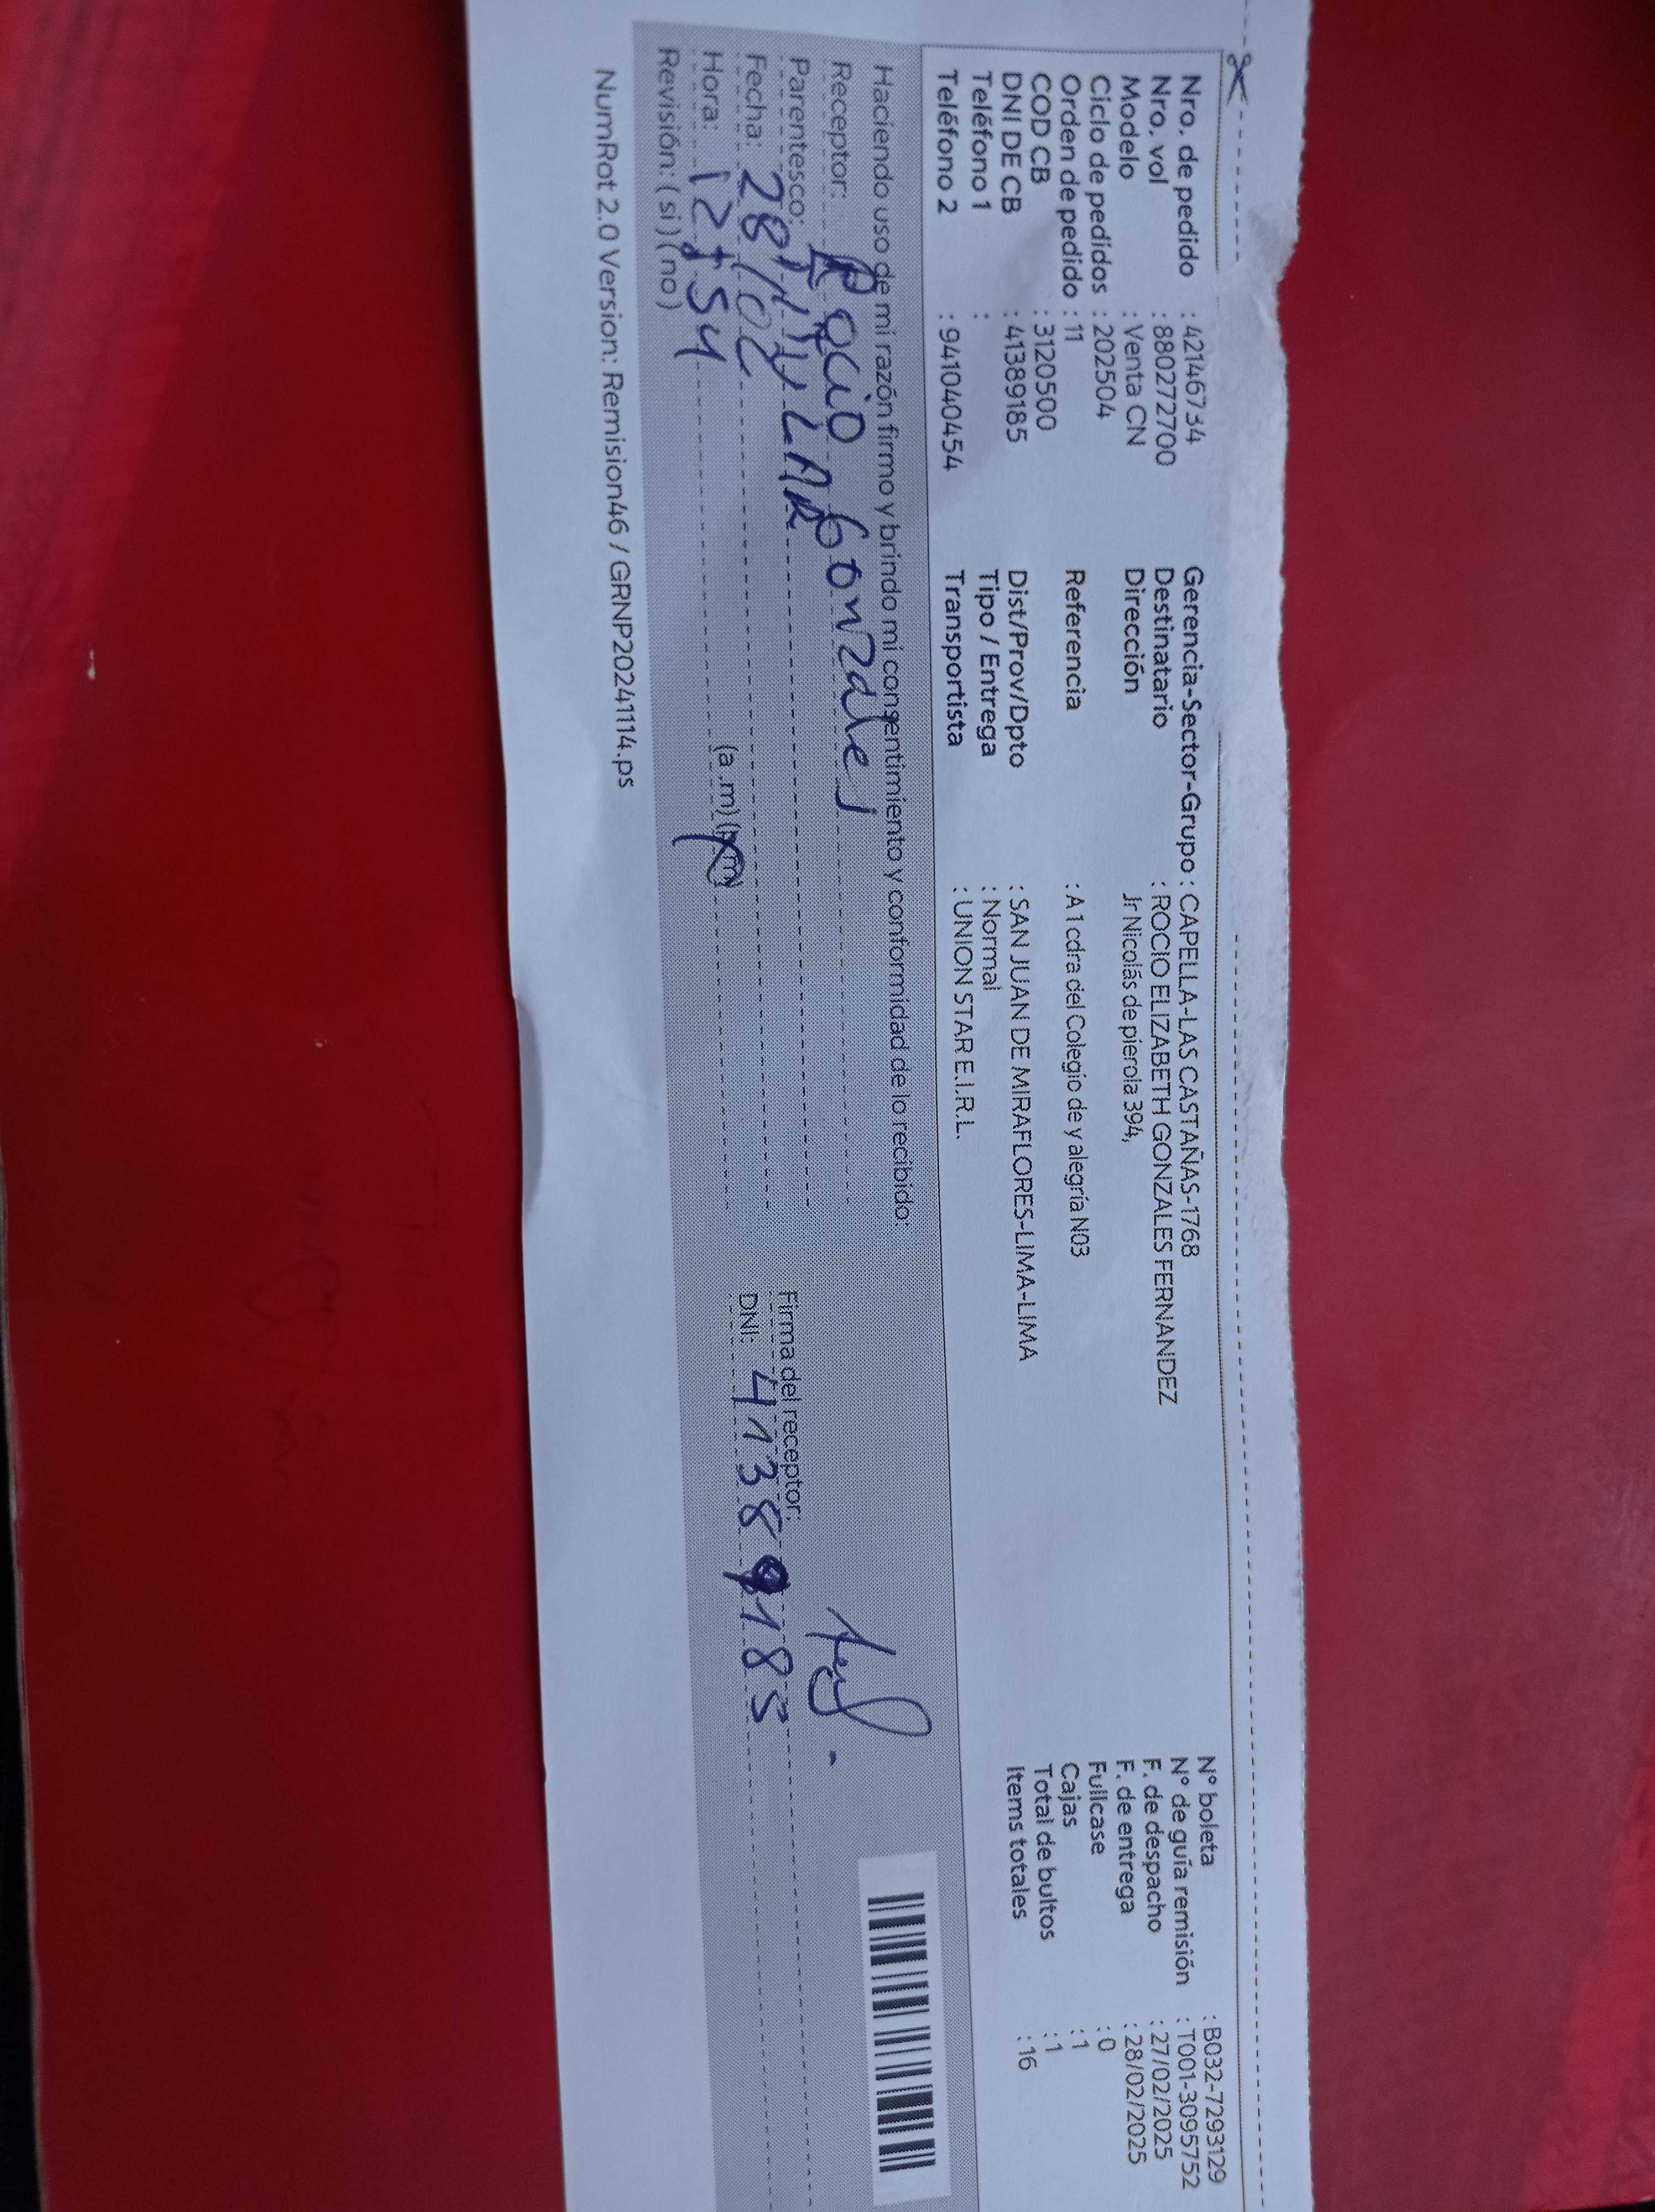 Nro. de pedido : 42146734
Nro. vol : 880272700
Modelo : Venta CN
Ciclo de pedidos : 202504
Orden de pedido : 11
COD CB : 3120500
DNI DE CB : 41389185
Teléfono 1 :
Teléfono 2 : 941040454
Gerencia-Sector-Grupo : CAPELLA-LAS CASTAÑAS-1768
Destinatario : ROCIO ELIZABETH GONZALES FERNANDEZ
Dirección Jr Nicolás de pierola 394,
Referencia : A 1 cdra del Colegio de y alegría N03
Dist/Prov/Dpto : SAN JUAN DE MIRAFLORES-LIMA-LIMA
Tipo / Entrega : Normal
Transportista : UNION STAR E.I.R.L.
N° boleta : B032-7293129
N° de guía remisión : T001-3095752
F. de despacho : 27/02/2025
F. de entrega : 28/02/2025
Fullcase : 0
Cajas : 1
Total de bultos : 1
Items totales : 16
Haciendo uso de mi razón firmo y brindo mi consentimiento y conformidad de lo recibido:
Receptor: Rocio Gonzales
Parentesco: TITULAR
Fecha: 28/02
Hora: 12:54 (a.m) (p.m)
Revisión: ( si ) ( no )
Firma del receptor:
DNI: 41389185
NumRot 2.0 Version: Remision46 / GRNP20241114.ps